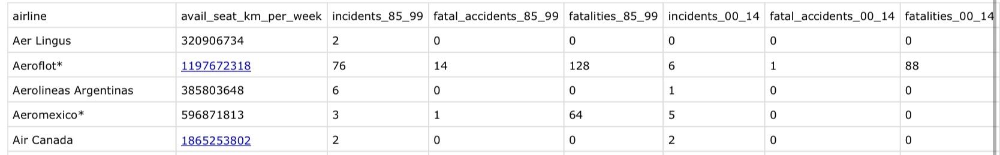 airline avail_seat_km_per_week incidents_85_99 fatal_accidents_85_99 fatalities_85_99 incidents_00_14 fatal_accidents_00_14 fatalities_00_14
Aer Lingus 320906734 2 0 0 0 0 0
Aeroflot* 1197672318 76 14 128 6 1 88
Aerolineas Argentinas 385803648 6 0 0 1 0 0
Aeromexico* 596871813 3 1 64 5 0 0
Air Canada 1865253802 2 0 0 2 0 0